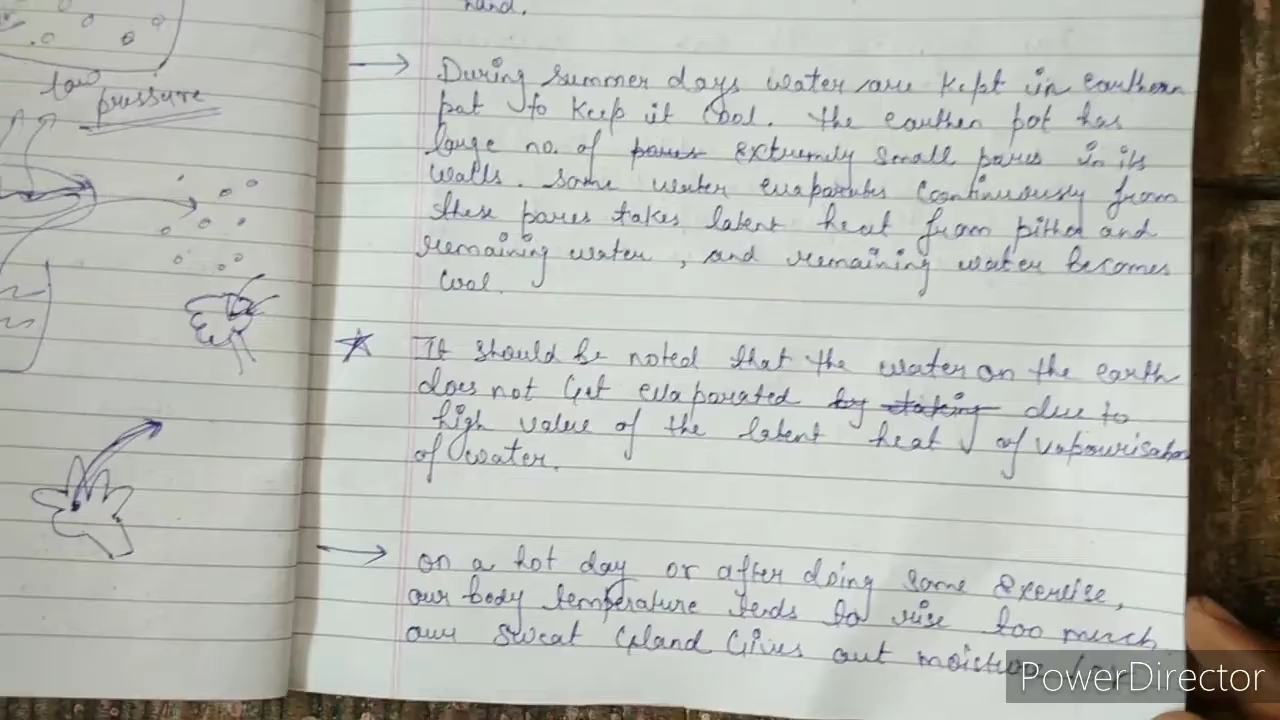 hand.
low
pressure
→ During summer days water are kept in earthern
pot to keep it cool. The earthen pot has
large no. of pores extremely small pores in its
walls. Some water evaporates continuously from
these pores takes latent heat from pitha and
remaining water, and remaining water becomes
cool.
☆ It should be noted that the water on the earth
does not get evaporated by taking due to
high value of the latent heat of vapourisation
of water.
→ on a hot day or after doing some exercise,
our body temperature tends to rise too much
our sweat gland gives out moisture
PowerDirector